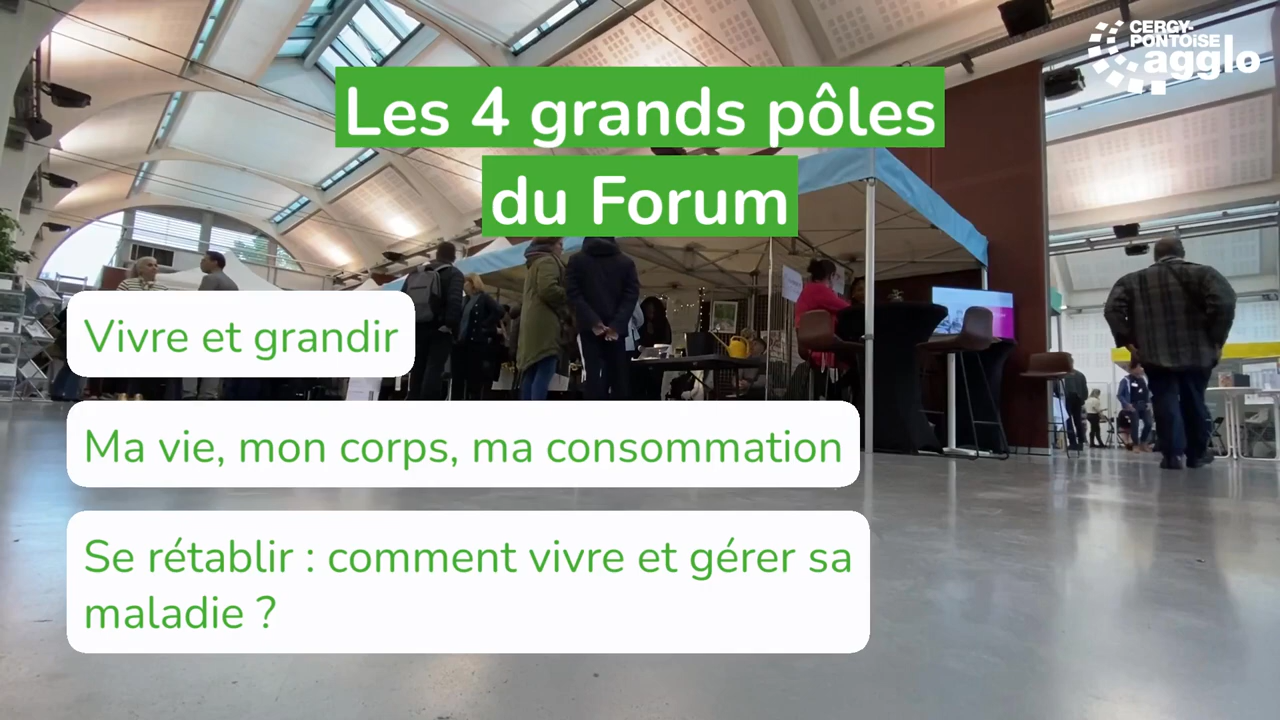 CERGY-
PONTOiSE
agglo
Les 4 grands pôles
du Forum
Vivre et grandir
Ma vie, mon corps, ma consommation
Se rétablir : comment vivre et gérer sa
maladie ?